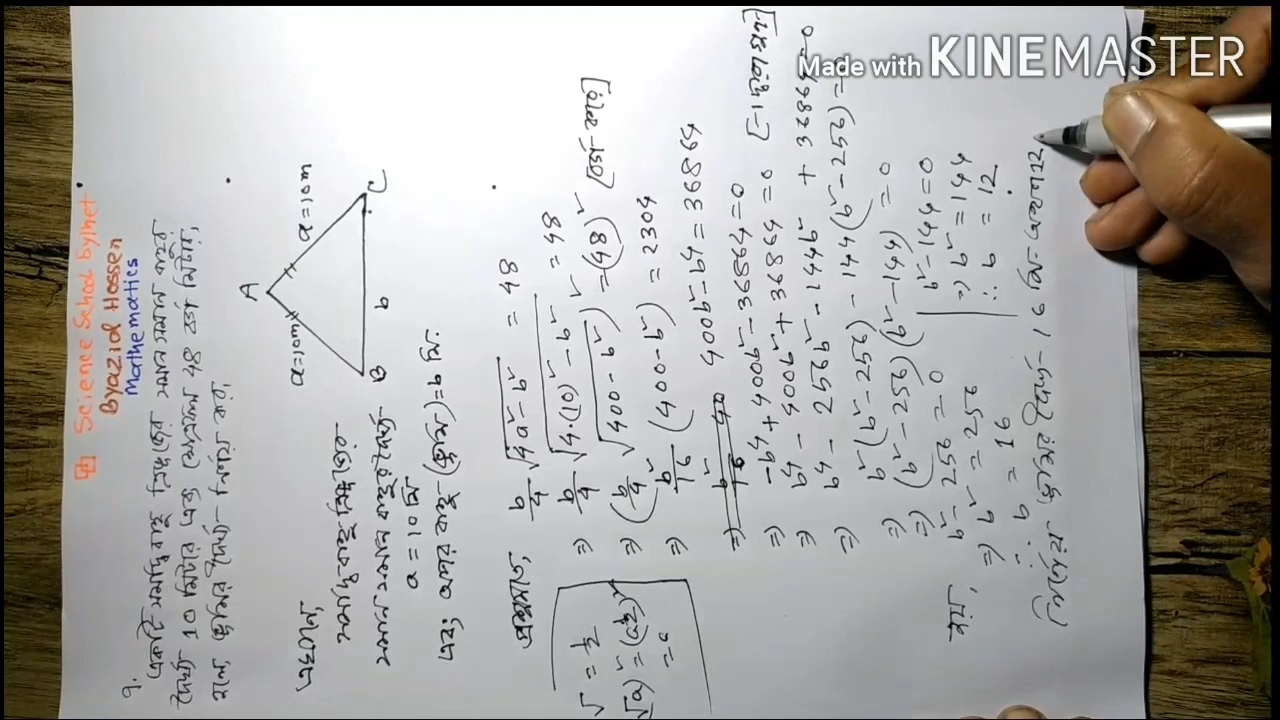 Science School bylnet
Byazid Hossen
Mathematics
৭.
একটি সমদ্বিবাহু ত্রিভুজের সমান সমান বাহুর
দৈর্ঘ্য 10 মিটার এবং ক্ষেত্রফল 48 বর্গ মিটার,
হলে, ভূমির দৈর্ঘ্য নির্ণয় কর,
A
a=10m
a=10m
B
b
C
সমদ্বিবাহু ত্রিভুজের
সমান সমান বাহুর দৈর্ঘ্য
a = 10 মি
এবং অপর বাহু (ভূমি) = b মি:
প্রশ্নমতে, b/4 √4a² - b² = 48
⇒ b/4 √4.(10)² - b² = 48
⇒ (b/4 √400 - b²)² = (48)² [বর্গ করে]
⇒ b²/16 (400 - b²) = 2304
⇒ 400b² - b4 = 36864
⇒ -b4 + 400b² - 36864 = 0
⇒ b4 - 400b² + 36864 = 0
⇒ b4 - 256b² - 144b² + 36864 = 0
⇒ b²(b² - 256) - 144(b² - 256) = 0
⇒ (b² - 256)(b² - 144) = 0
হয়, b² - 256 = 0
b² - 144 = 0
⇒ b² = 256
⇒ b² = 144
∴ b = 16
∴ b = 12
নির্ণেয় ভূমির দৈর্ঘ্য 16 মি: অথবা 12
√ = ½
Made with KINEMASTER